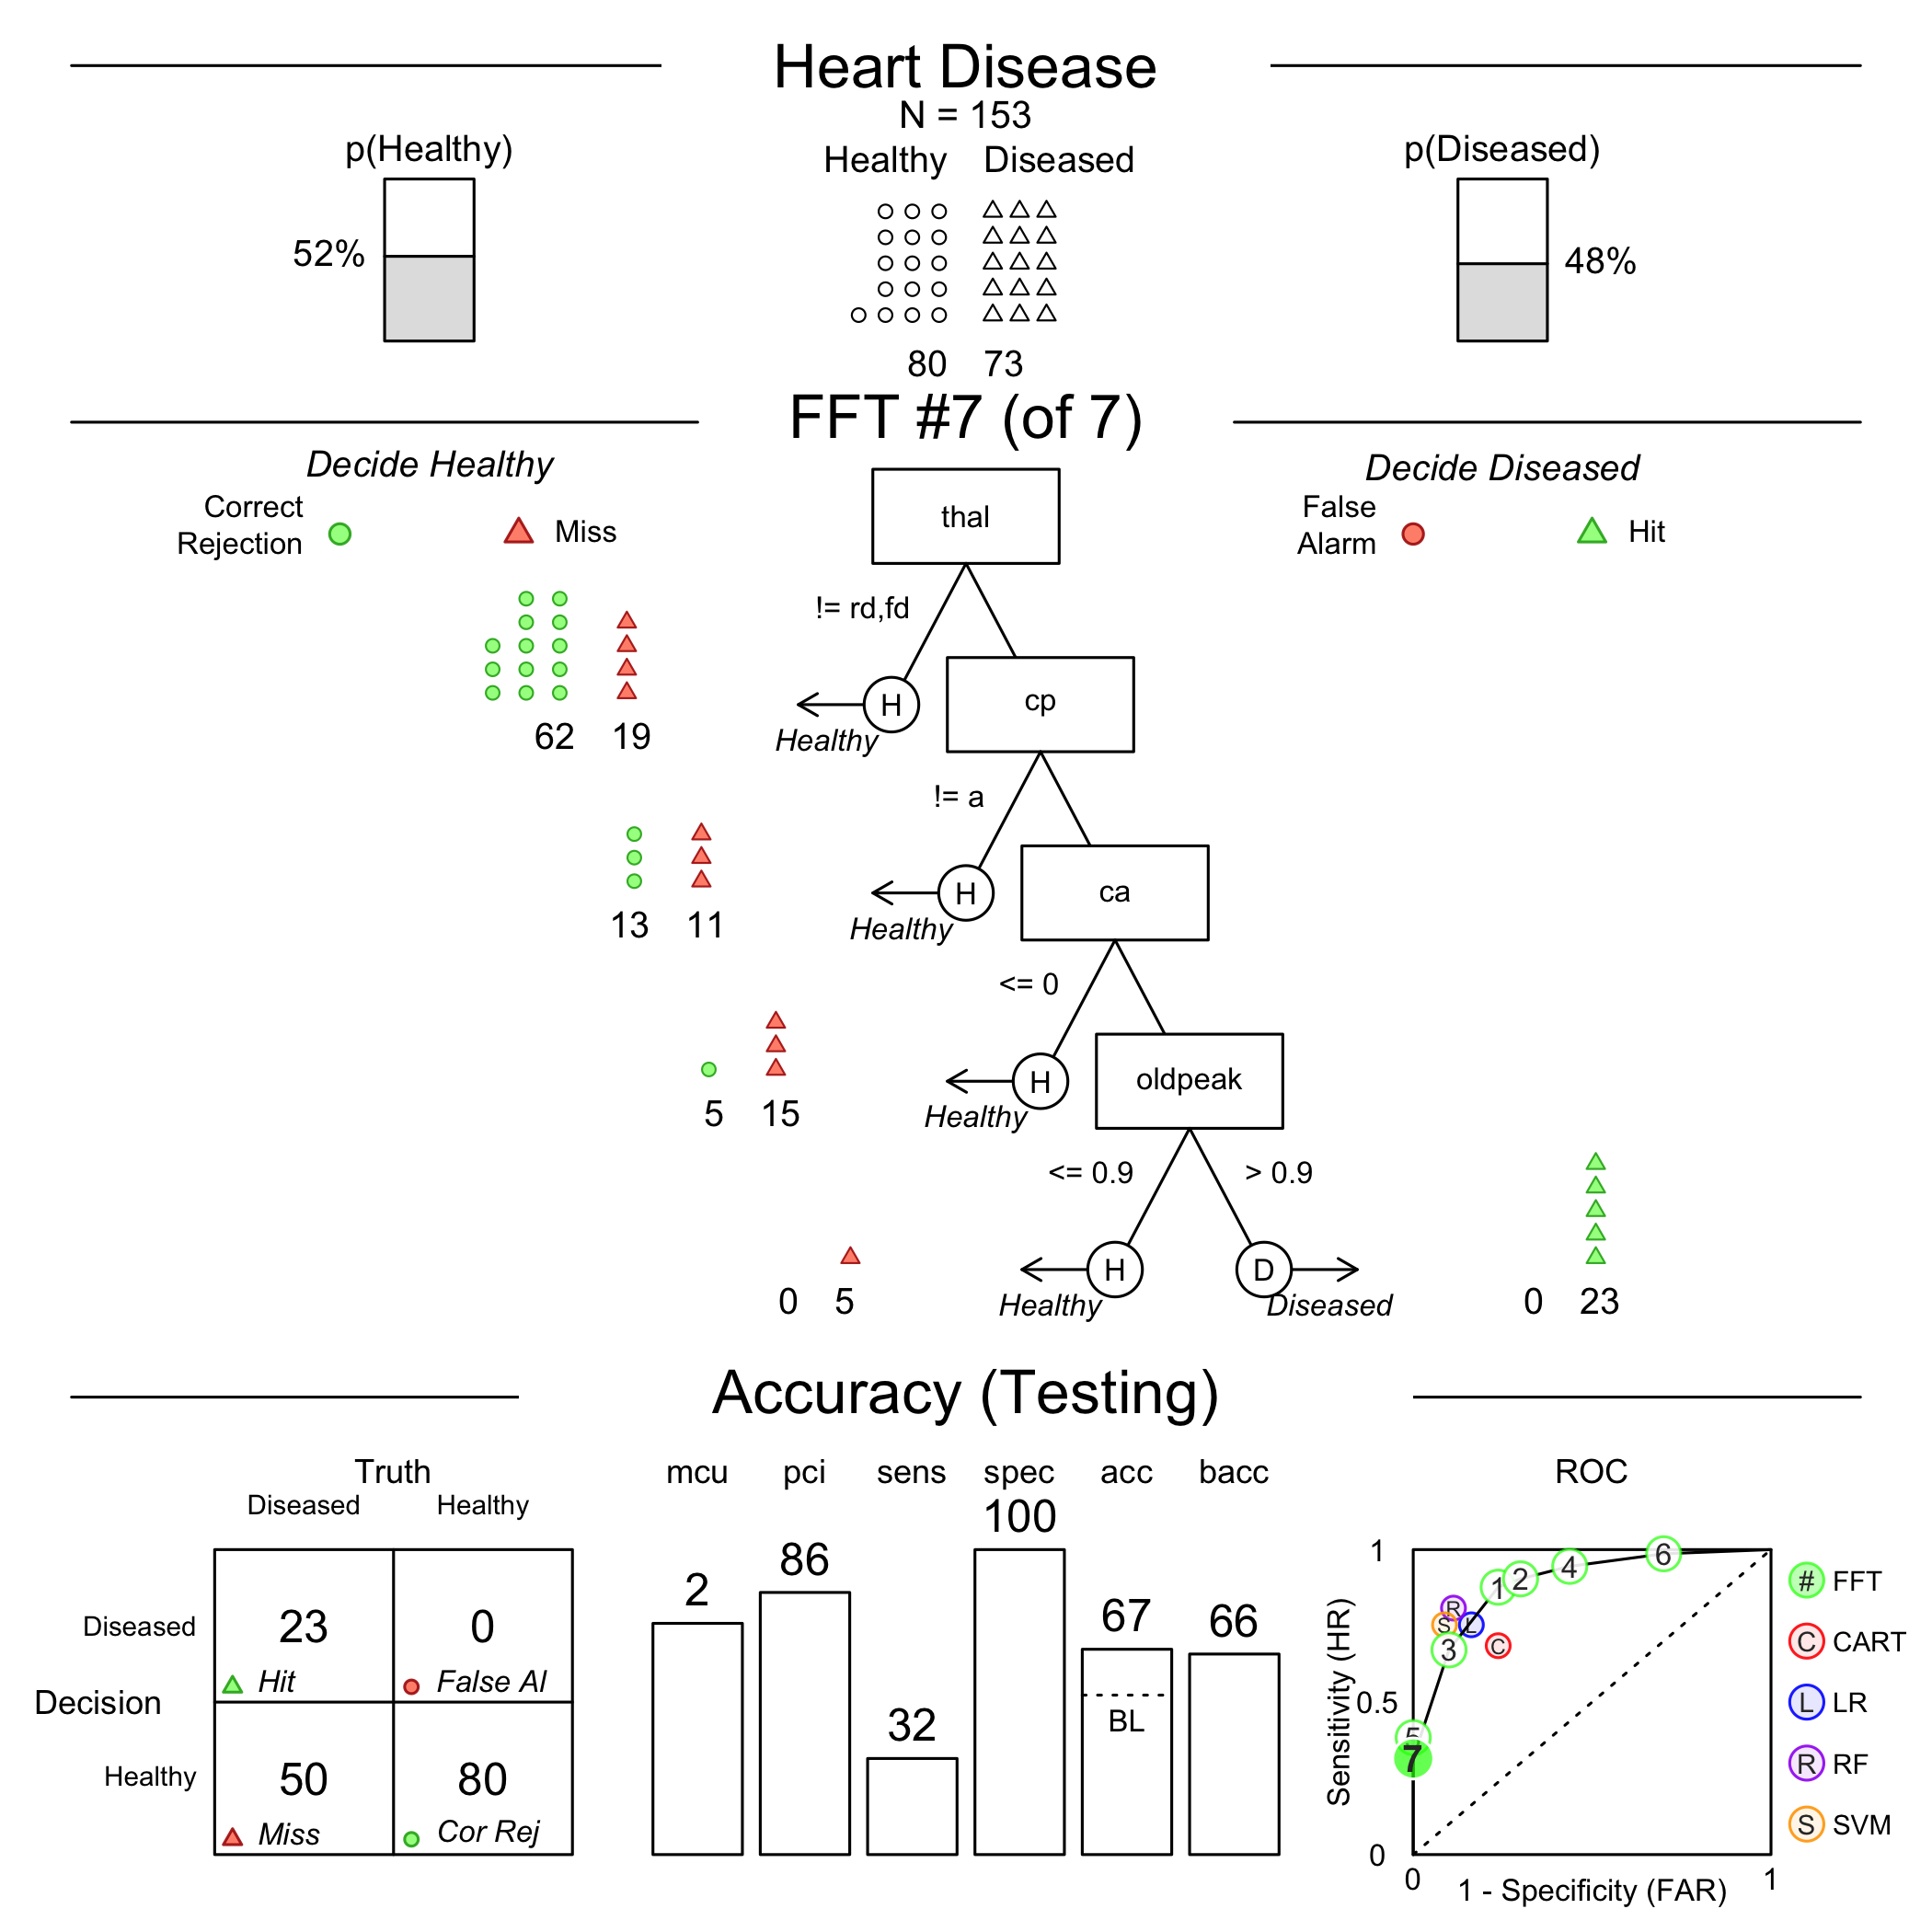 Heart Disease
N = 153
p(Healthy)
Healthy Diseased
p(Diseased)
52%
48%
80 73
FFT #7 (of 7)
Decide Healthy
Decide Diseased
Correct
Rejection
Miss
False
Alarm
Hit
thal
!= rd,fd
cp
H
Healthy
62 19
!= a
ca
H
Healthy
13 11
<= 0
oldpeak
H
Healthy
5 15
<= 0.9 > 0.9
H
D
Healthy
Diseased
0 5
0 23
Accuracy (Testing)
Truth
Diseased Healthy
Decision
Diseased
23 0
Hit
False Al
Healthy
50 80
Miss
Cor Rej
mcu pci sens spec acc bacc
2 86 32 100 67 66
BL
ROC
1
0.5
0
Sensitivity (HR)
1 2 4 6
R
S L
3 C
5
7
0 1
1 - Specificity (FAR)
# FFT
C CART
L LR
R RF
S SVM